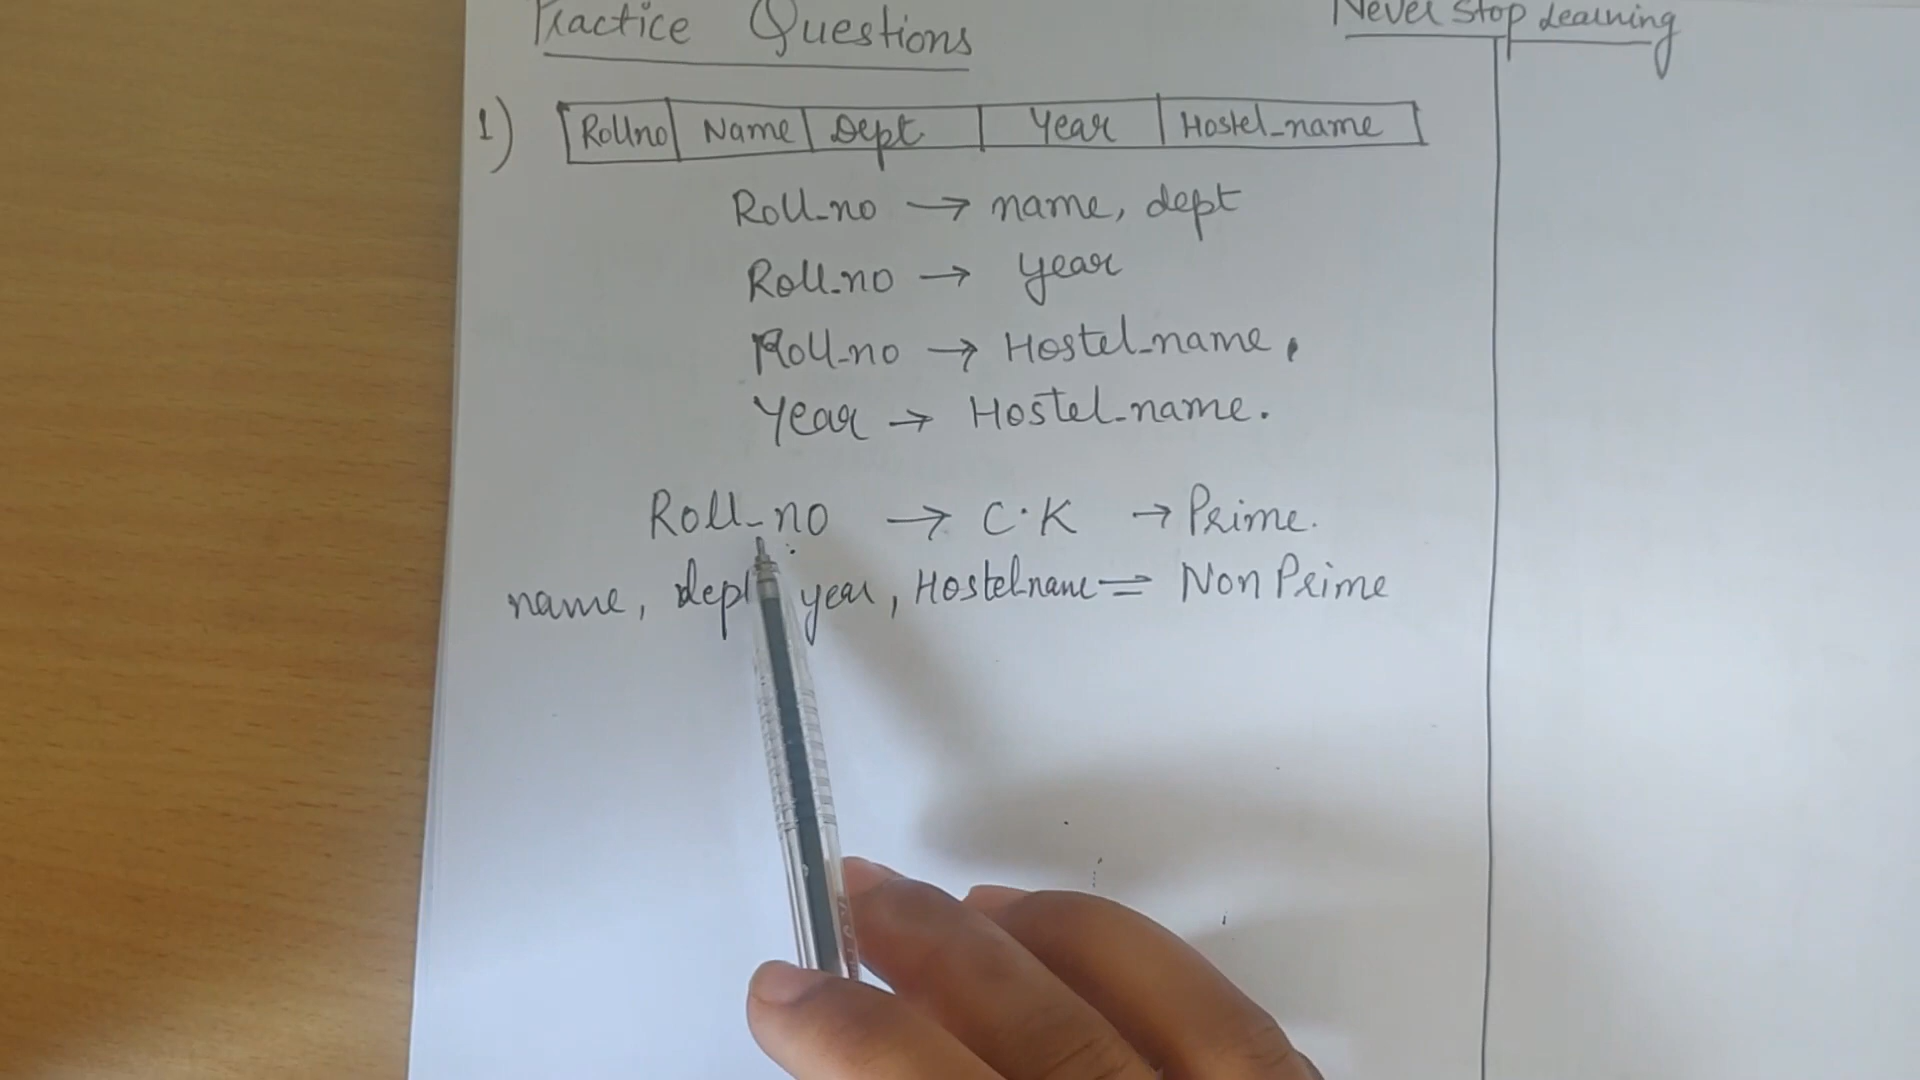 Practice Questions
Never Stop Learning
1) Rollno Name Dept Year Hostel_name
Roll_no → name, dept
Roll_no → year
Roll_no → Hostel_name.
Year → Hostel_name.
Roll_no → C.K → Prime.
name, dept year, Hostelname = Non Prime